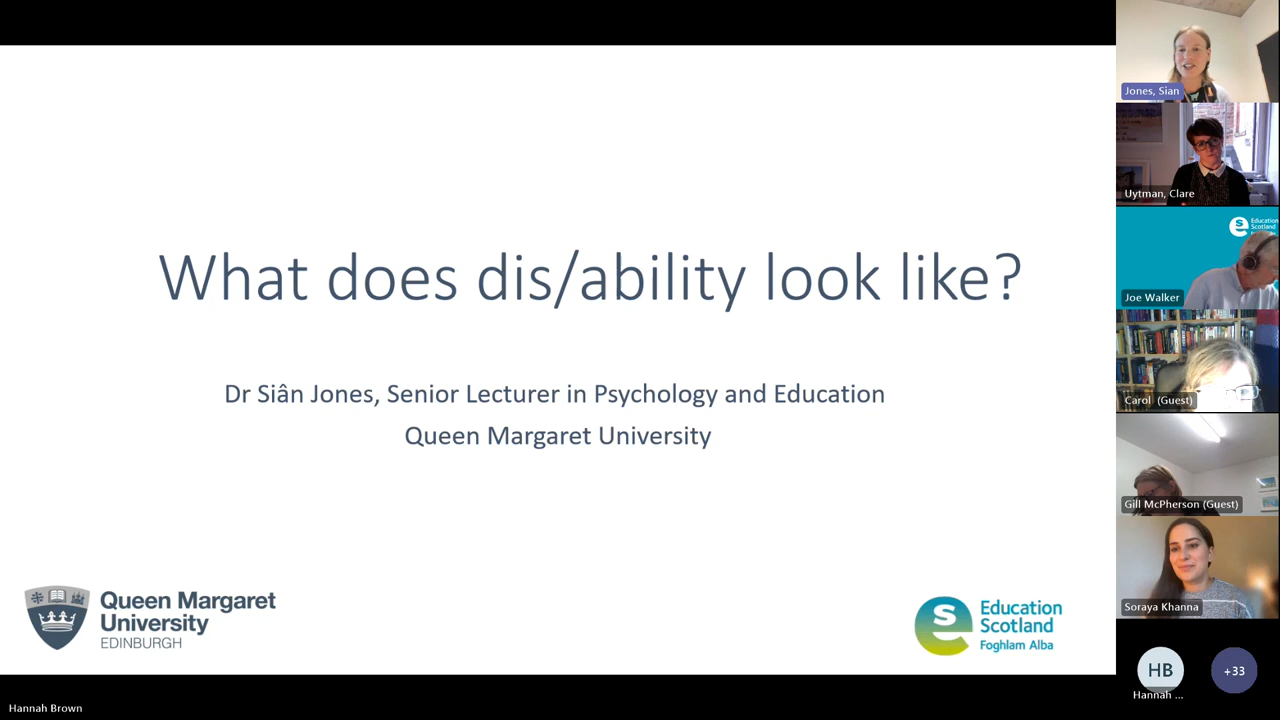 What does dis/ability look like?
Dr Siân Jones, Senior Lecturer in Psychology and Education
Queen Margaret University
Queen Margaret
University
EDINBURGH
Education
Scotland
Foghlam Alba
Jones, Sian
Uytman, Clare
Education
Scotland
Joe Walker
Carol (Guest)
Gill McPherson (Guest)
Soraya Khanna
HB
Hannah ...
+33
Hannah Brown